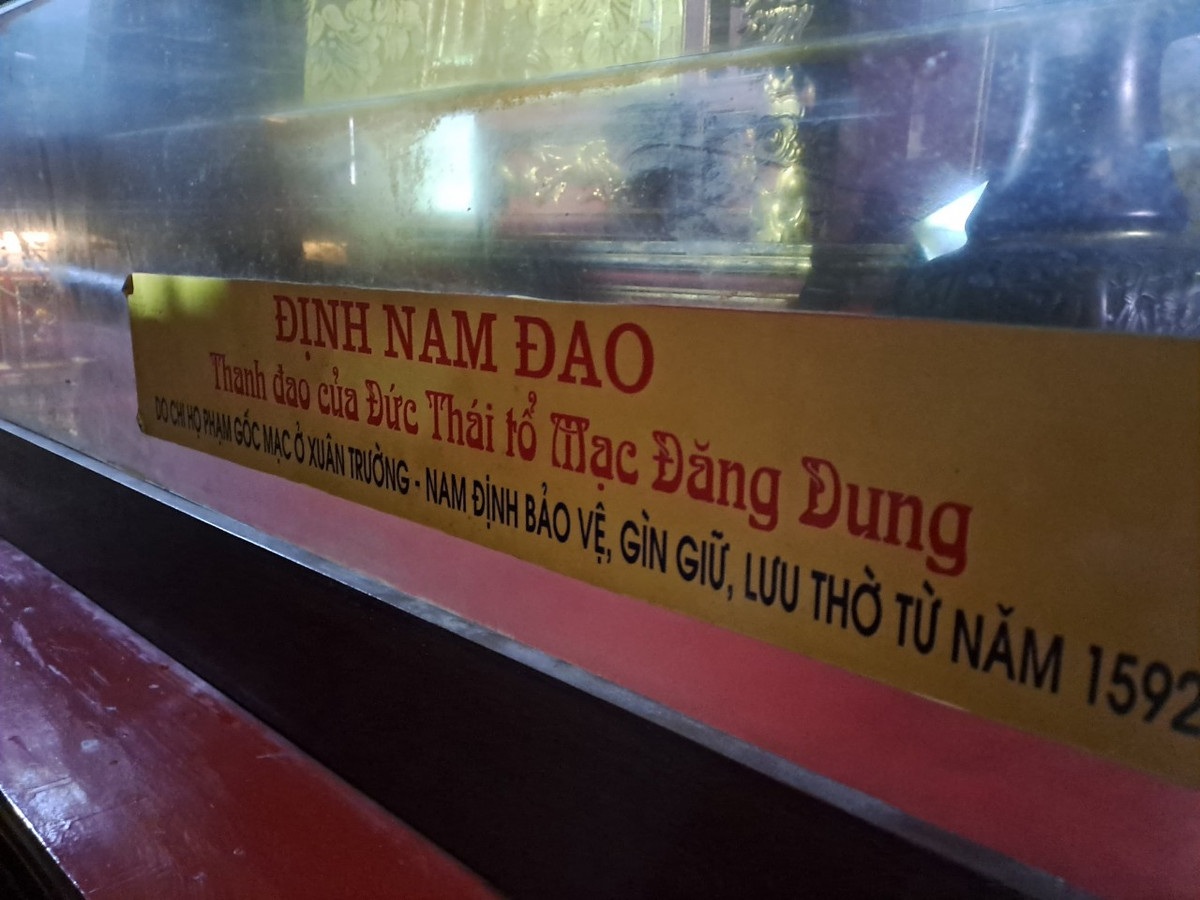 ĐỊNH NAM ĐAO
Thanh đao của Đức Thái tổ Mạc Đăng Dung
DO CHI HỌ PHẠM GỐC MẠC Ở XUÂN TRƯỜNG - NAM ĐỊNH BẢO VỆ, GÌN GIỮ, LƯU THỜ TỪ NĂM 1592